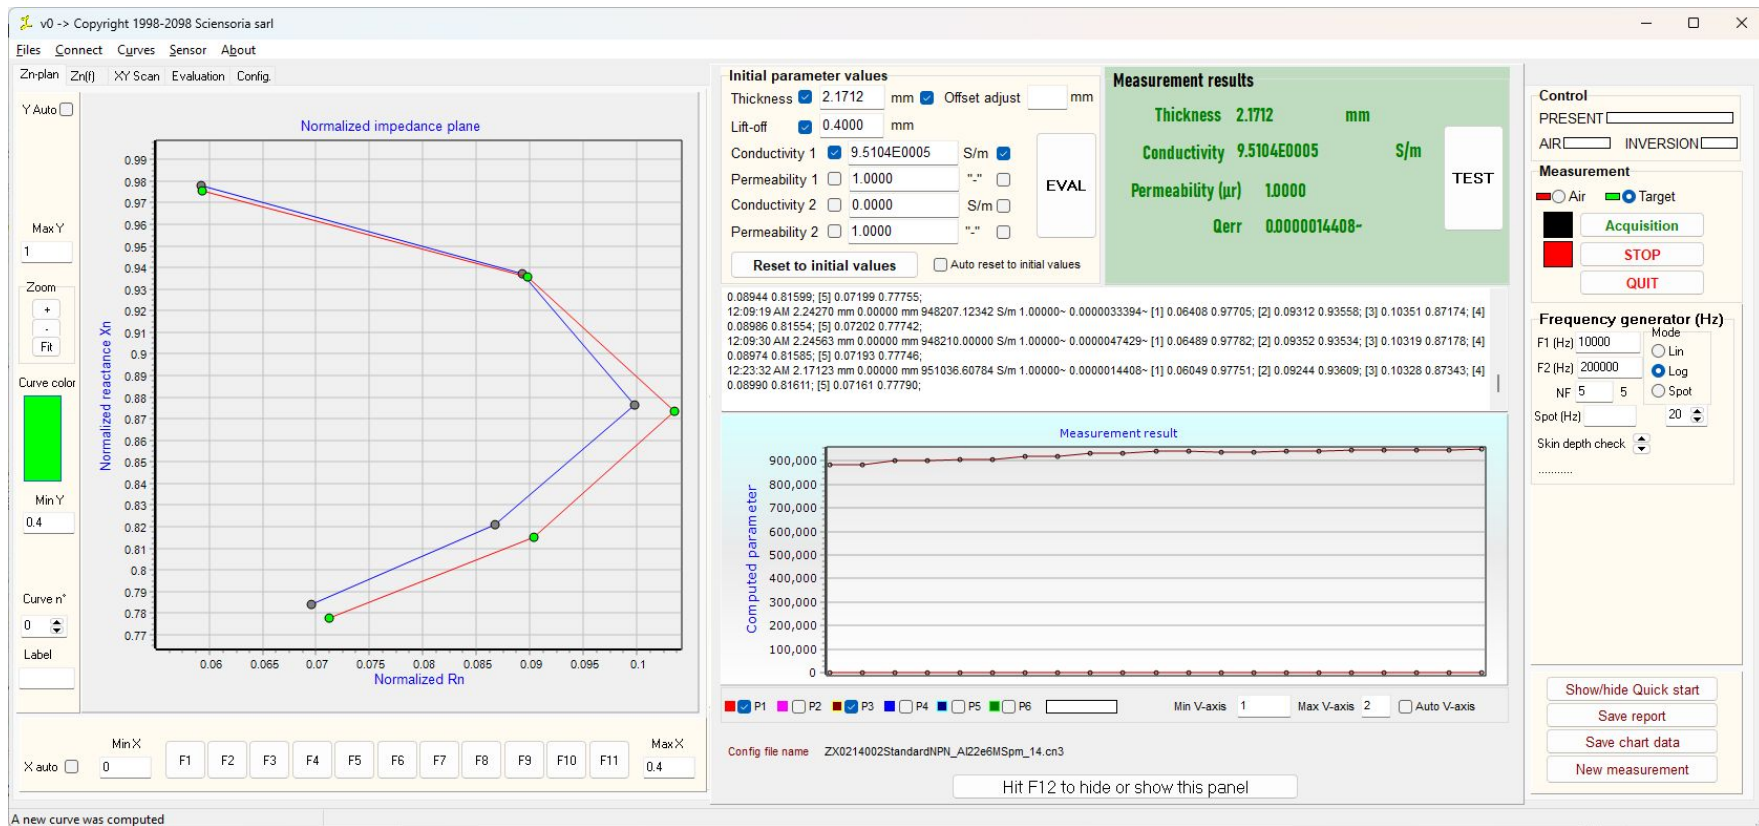 v0 -> Copyright 1998-2098 Sciensoria sarl
Files Connect Curves Sensor About
Zn-plan Zn(f) XY Scan Evaluation Config.
Y Auto
Max Y
1
Zoom
+
-
Fit
Curve color
Min Y
0.4
Curve n°
0
Label
Normalized impedance plane
Normalized reactance Xn
0.99
0.98
0.97
0.96
0.95
0.94
0.93
0.92
0.91
0.9
0.89
0.88
0.87
0.86
0.85
0.84
0.83
0.82
0.81
0.8
0.79
0.78
0.77
0.06 0.065 0.07 0.075 0.08 0.085 0.09 0.095 0.1
Normalized Rn
X auto
Min X
0
F1 F2 F3 F4 F5 F6 F7 F8 F9 F10 F11
Max X
0.4
A new curve was computed
Initial parameter values
Thickness 2.1712 mm Offset adjust mm
Lift-off 0.4000 mm
Conductivity 1 9.5104E0005 S/m
Permeability 1 1.0000 "-"
Conductivity 2 0.0000 S/m
Permeability 2 1.0000 "-"
EVAL
Reset to initial values Auto reset to initial values
Measurement results
Thickness 2.1712 mm
Conductivity 9.5104E0005 S/m
Permeability (µr) 1.0000
Qerr 0.0000014408~
TEST
0.08944 0.81599; [5] 0.07199 0.77755;
12:09:19 AM 2.24270 mm 0.00000 mm 948207.12342 S/m 1.00000~ 0.0000033394~ [1] 0.06408 0.97705; [2] 0.09312 0.93558; [3] 0.10351 0.87174; [4]
0.08986 0.81554; [5] 0.07202 0.77742;
12:09:30 AM 2.24563 mm 0.00000 mm 948210.00000 S/m 1.00000~ 0.0000047429~ [1] 0.06489 0.97782; [2] 0.09352 0.93534; [3] 0.10319 0.87178; [4]
0.08974 0.81585; [5] 0.07193 0.77746;
12:23:32 AM 2.17123 mm 0.00000 mm 951036.60784 S/m 1.00000~ 0.0000014408~ [1] 0.06049 0.97751; [2] 0.09244 0.93609; [3] 0.10328 0.87343; [4]
0.08990 0.81611; [5] 0.07161 0.77790;
Measurement result
Computed parameter
900,000
800,000
700,000
600,000
500,000
400,000
300,000
200,000
100,000
0
P1 P2 P3 P4 P5 P6 Min V-axis 1 Max V-axis 2 Auto V-axis
Config file name ZX0214002StandardNPN_Al22e6MSpm_14.cn3
Hit F12 to hide or show this panel
Control
PRESENT
AIR INVERSION
Measurement
Air Target
Acquisition
STOP
QUIT
Frequency generator (Hz)
F1 (Hz) 10000
F2 (Hz) 200000
NF 5 5
Mode
Lin
Log
Spot
Spot (Hz) 20
Skin depth check
...........
Show/hide Quick start
Save report
Save chart data
New measurement